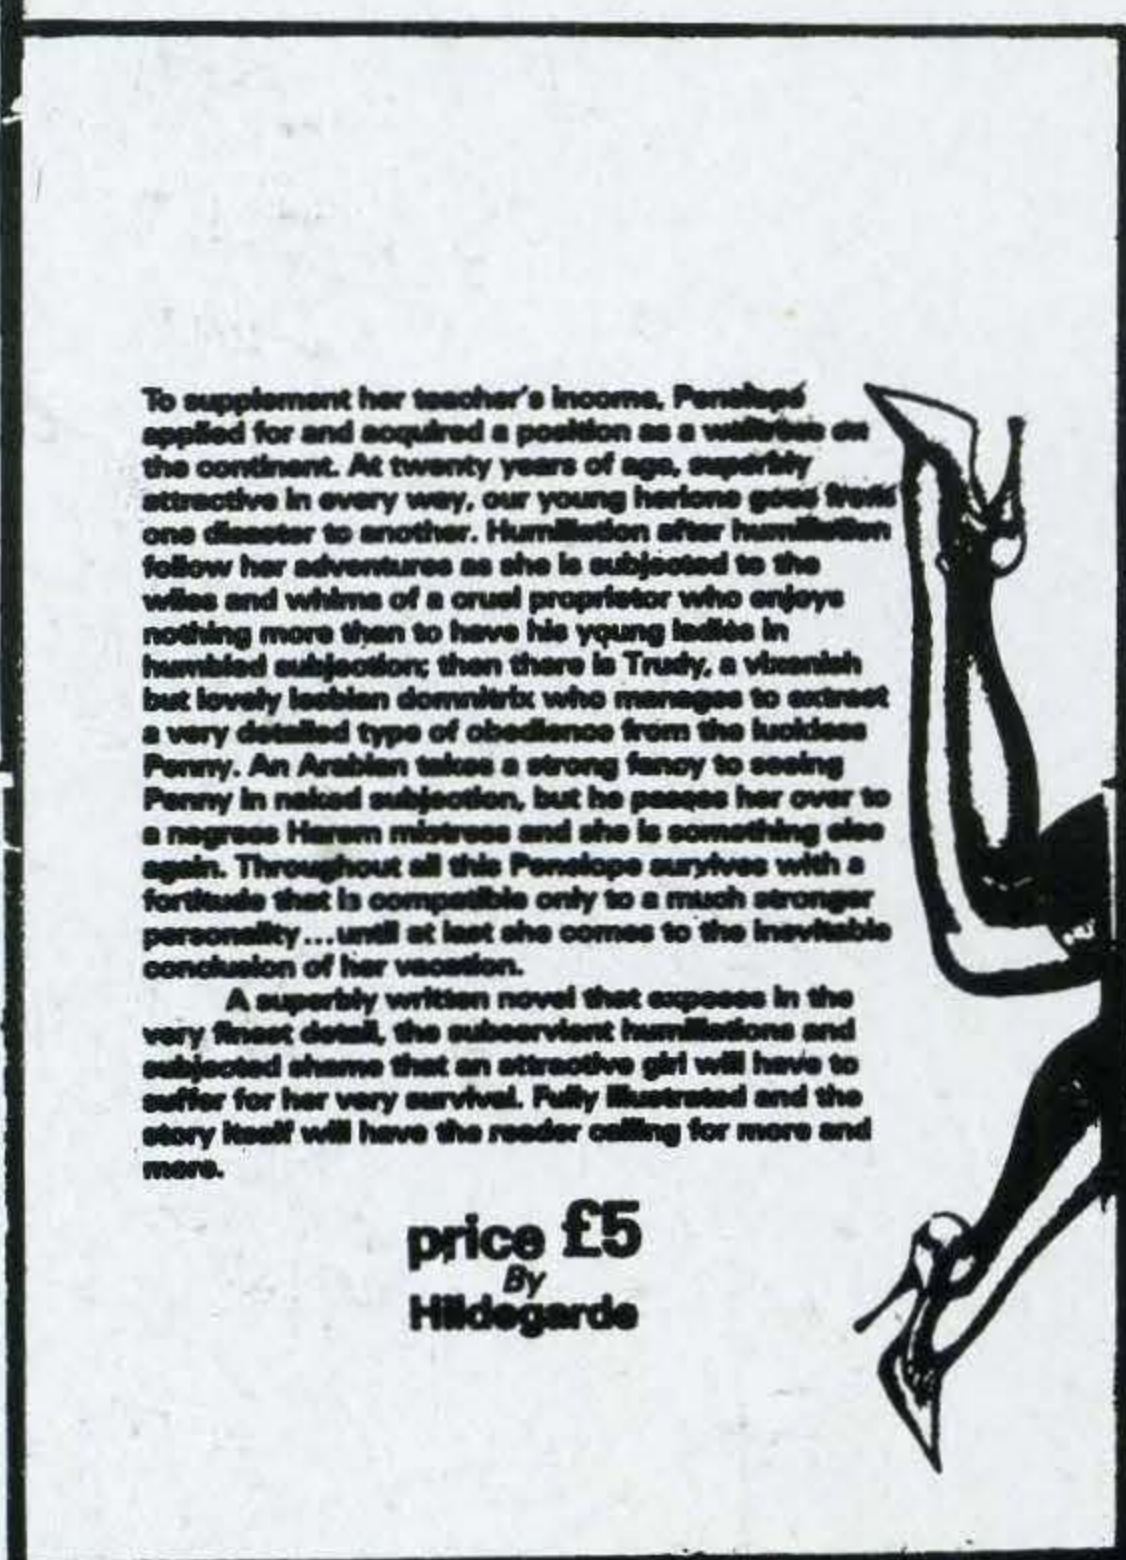 To supplement her teacher's income, Penelope
applied for and acquired a position as a waitress on
the continent. At twenty years of age, superbly
attractive in every way, our young herione goes from
one disaster to another. Humiliation after humiliation
follow her adventures as she is subjected to the
wiles and whims of a cruel proprietor who enjoys
nothing more then to have his young ladies in
humbled subjection; then there is Trudy, a vixenish
but lovely lesbian domnitrix who manages to extract
a very detailed type of obedience from the luckless
Penny. An Arabian takes a strong fancy to seeing
Penny in naked subjection, but he passes her over to
a negress Harem mistress and she is something else
again. Throughout all this Penelope survives with a
fortitude that is compatible only to a much stronger
personality...until at last she comes to the inevitable
conclusion of her vacation.
A superbly written novel that exposes in the
very finest detail, the subservient humiliations and
subjected shame that an attractive girl will have to
suffer for her very survival. Fully illustrated and the
story itself will have the reader calling for more and
more.
price £5
By
Hildegarde